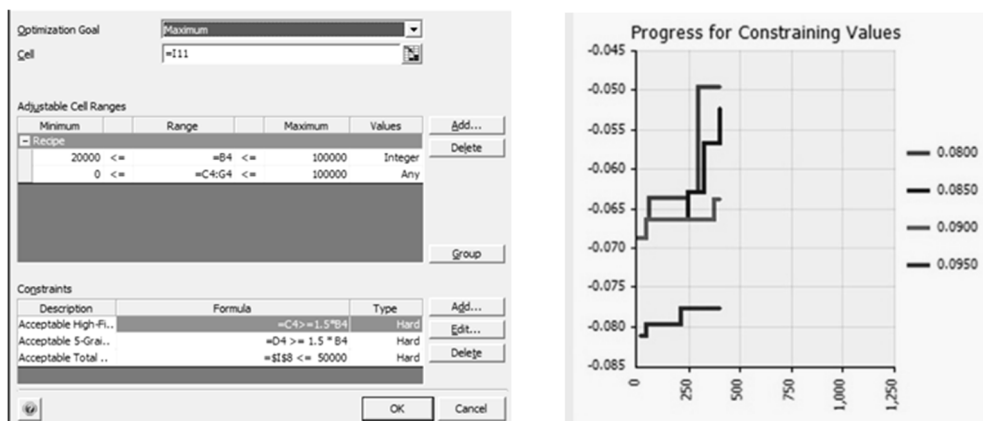 Optimization Goal Maximum
Cell =I11
Adjustable Cell Ranges
Minimum Range Maximum Values
Add...
Recipe
Delete
20000 <= =B4 <= 100000 Integer
0 <= =C4:G4 <= 100000 Any
Group
Constraints
Description Formula Type
Add...
Acceptable High-Fi.. =C4>=1.5*B4 Hard
Edit...
Acceptable 5-Grai.. =D4 >= 1.5 * B4 Hard
Acceptable Total .. =$I$8 <= 50000 Hard
Delete
OK Cancel
Progress for Constraining Values
-0.045
-0.050
-0.055
-0.060
-0.065
-0.070
-0.075
-0.080
-0.085
0 250 500 750 1,000 1,250
0.0800
0.0850
0.0900
0.0950